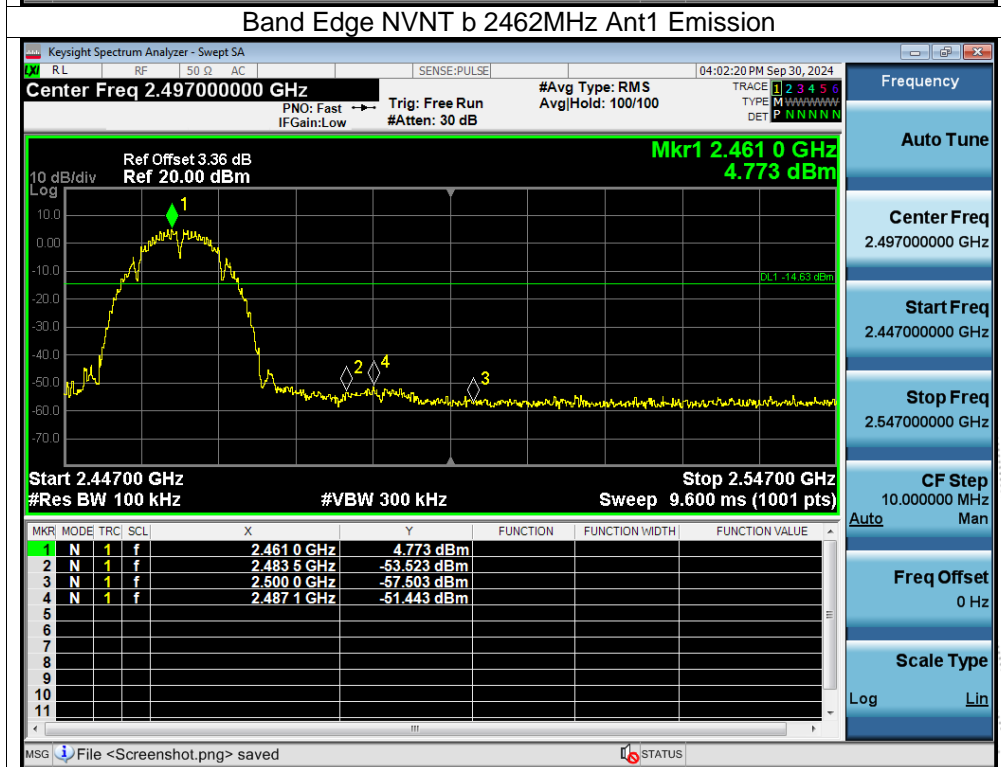 Band Edge NVNT b 2462MHz Ant1 Emission
Keysight Spectrum Analyzer - Swept SA
LXI RL RF 50 Ω AC SENSE:PULSE 04:02:20 PM Sep 30, 2024
Center Freq 2.497000000 GHz
PNO: Fast
IFGain:Low
Trig: Free Run
#Atten: 30 dB
#Avg Type: RMS
Avg|Hold: 100/100
TRACE 1 2 3 4 5 6
TYPE M W W W W W
DET P N N N N N
Ref Offset 3.36 dB
10 dB/div Ref 20.00 dBm
Log
Mkr1 2.461 0 GHz
4.773 dBm
10.0
0.00
-10.0
-20.0
-30.0
-40.0
-50.0
-60.0
-70.0
1
2
4
3
DL1 -14.63 dBm
Start 2.44700 GHz Stop 2.54700 GHz
#Res BW 100 kHz #VBW 300 kHz Sweep 9.600 ms (1001 pts)
MKR MODE TRC SCL X Y FUNCTION FUNCTION WIDTH FUNCTION VALUE
1 N 1 f 2.461 0 GHz 4.773 dBm
2 N 1 f 2.483 5 GHz -53.523 dBm
3 N 1 f 2.500 0 GHz -57.503 dBm
4 N 1 f 2.487 1 GHz -51.443 dBm
5
6
7
8
9
10
11
MSG File <Screenshot.png> saved STATUS
Frequency
Auto Tune
Center Freq
2.497000000 GHz
Start Freq
2.447000000 GHz
Stop Freq
2.547000000 GHz
CF Step
10.000000 MHz
Auto Man
Freq Offset
0 Hz
Scale Type
Log Lin